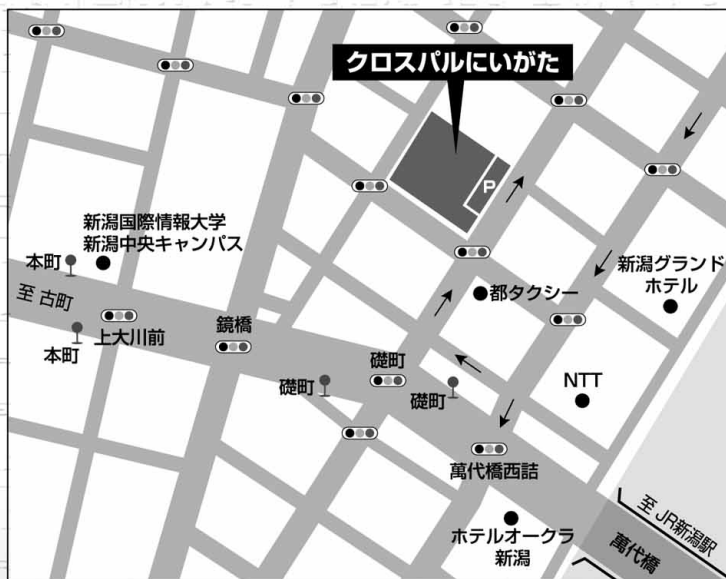 クロスパルにいがた
P
新潟国際情報大学
新潟中央キャンパス
本町
至 古町
上大川前
本町
鏡橋
礎町
礎町
礎町
都タクシー
新潟グランド
ホテル
NTT
萬代橋西詰
ホテルオークラ
新潟
至 JR新潟駅
萬代橋